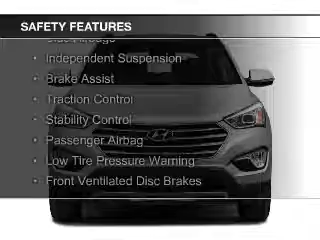 SAFETY FEATURES
• Independent Suspension
• Brake Assist
• Traction Control
• Stability Control
• Passenger Airbag
• Low Tire Pressure Warning
• Front Ventilated Disc Brakes